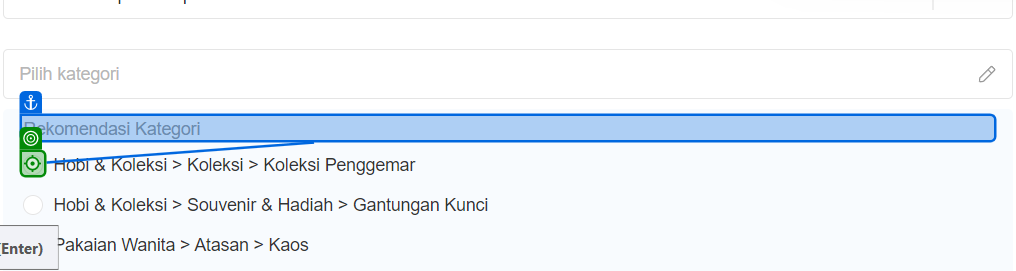 Pilih kategori
Rekomendasi Kategori
Hobi & Koleksi > Koleksi > Koleksi Penggemar
Hobi & Koleksi > Souvenir & Hadiah > Gantungan Kunci
(Enter)
Pakaian Wanita > Atasan > Kaos